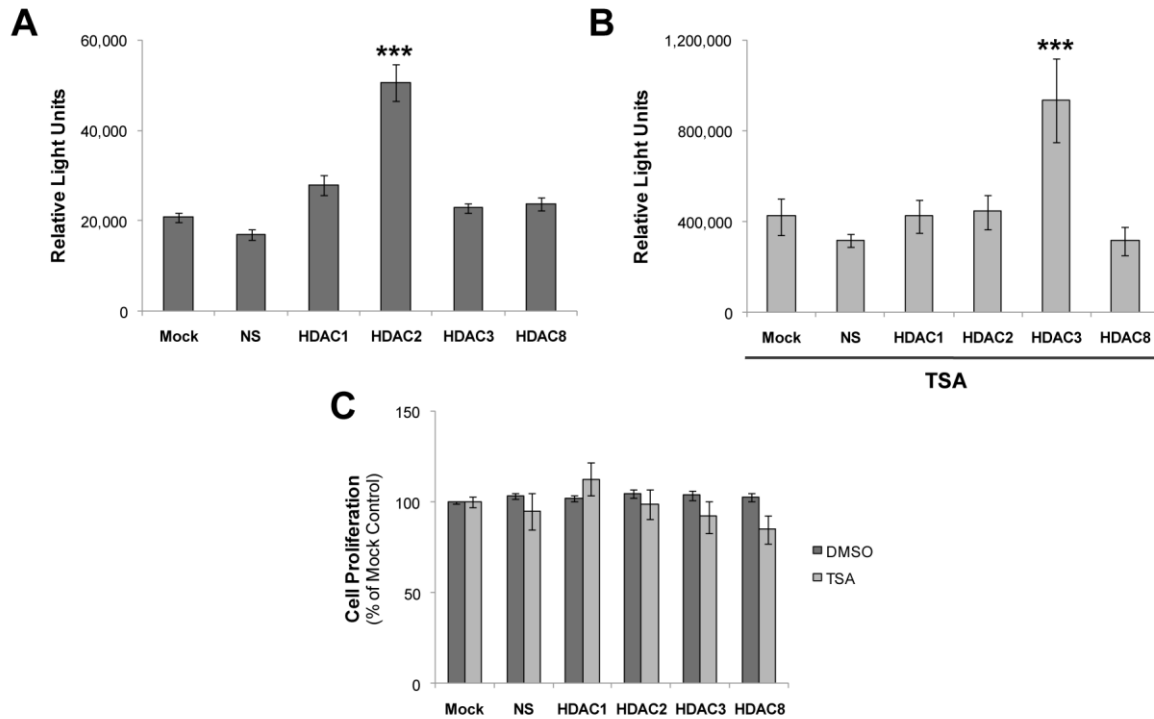 A
Relative Light Units
60,000
40,000
20,000
0
***
Mock NS HDAC1 HDAC2 HDAC3 HDAC8
B
Relative Light Units
1,200,000
800,000
400,000
0
***
Mock NS HDAC1 HDAC2 HDAC3 HDAC8
TSA
C
Cell Proliferation
(% of Mock Control)
150
100
50
0
Mock NS HDAC1 HDAC2 HDAC3 HDAC8
DMSO
TSA